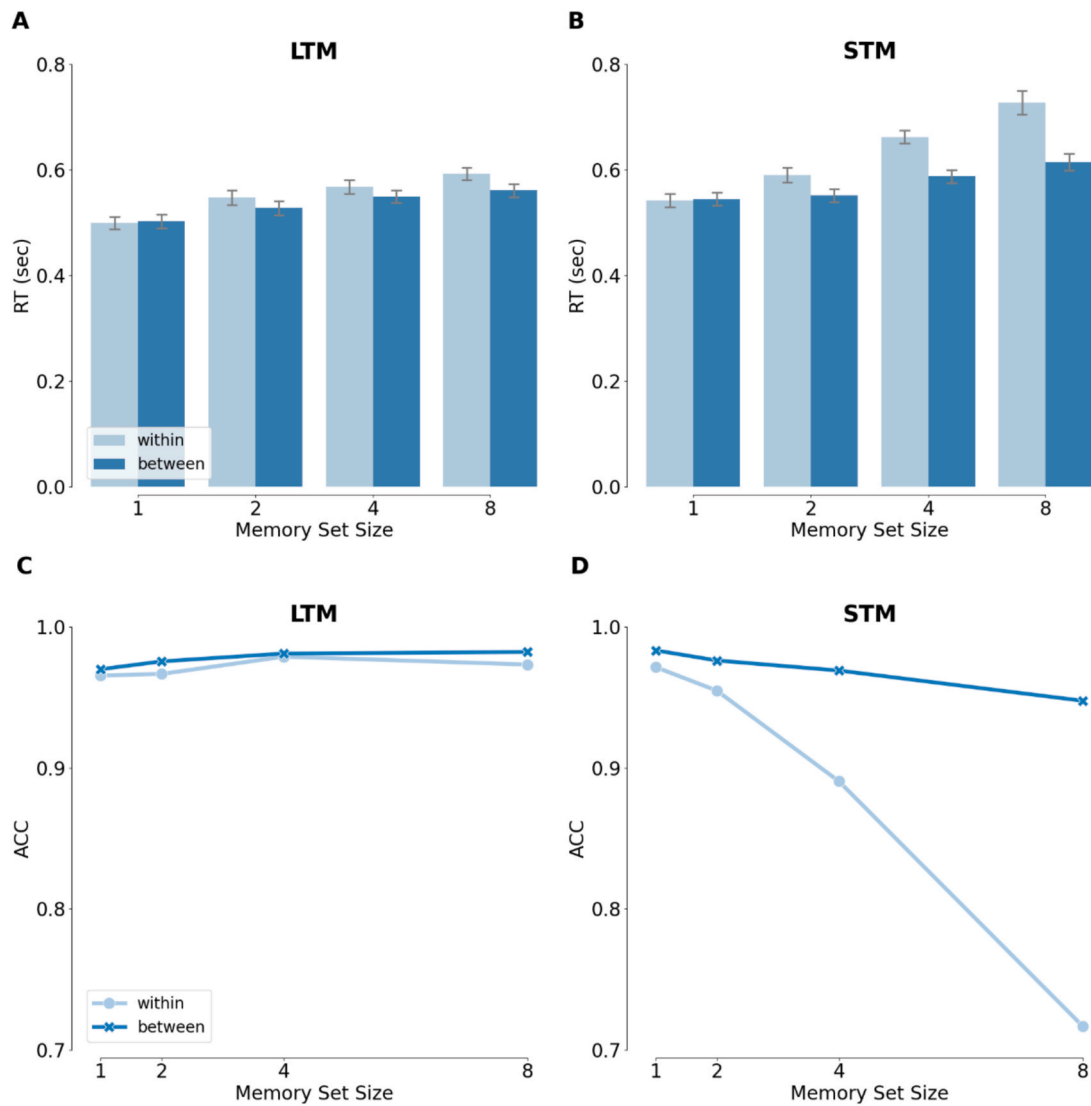 A
LTM
0.8
0.6
0.4
0.2
0.0
RT (sec)
within
between
1 2 4 8
Memory Set Size
B
STM
0.8
0.6
0.4
0.2
0.0
RT (sec)
1 2 4 8
Memory Set Size
C
LTM
1.0
0.9
0.8
0.7
ACC
within
between
1 2 4 8
Memory Set Size
D
STM
1.0
0.9
0.8
0.7
ACC
1 2 4 8
Memory Set Size